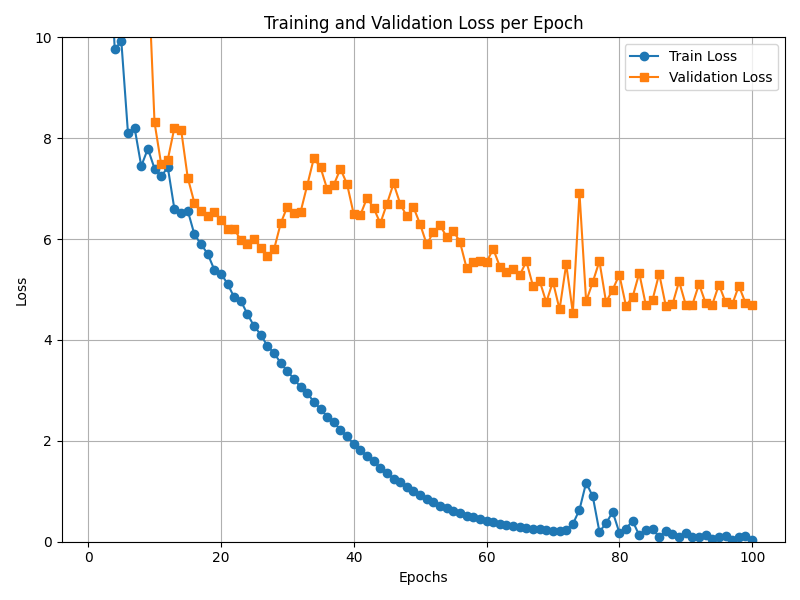 Training and Validation Loss per Epoch
Train Loss
Validation Loss
10
8
6
4
2
0
Loss
0 20 40 60 80 100
Epochs